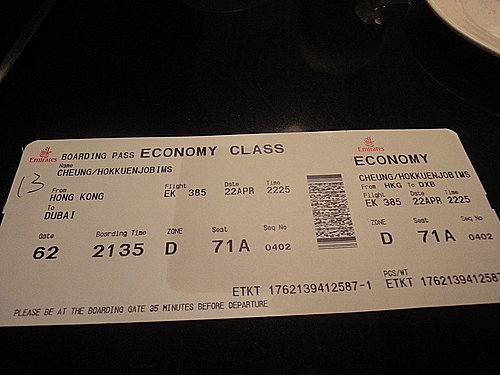 Emirates BOARDING PASS ECONOMY CLASS
Name
CHEUNG/HOKKUENJOBIMS
13
From
HONG KONG
To
DUBAI
Flight Date Time
EK 385 22APR 2225
Gate Boarding Time ZONE Seat Seq No
62 2135 D 71A 0402
ETKT 1762139412587-1
PLEASE BE AT THE BOARDING GATE 35 MINUTES BEFORE DEPARTURE
Emirates
ECONOMY
CHEUNG/HOKKUENJOBIMS
From HKG To DXB
Flight Date Time
EK 385 22APR 2225
ZONE Seat Seq No
D 71A 0402
PCS/WT
ETKT 1762139412587